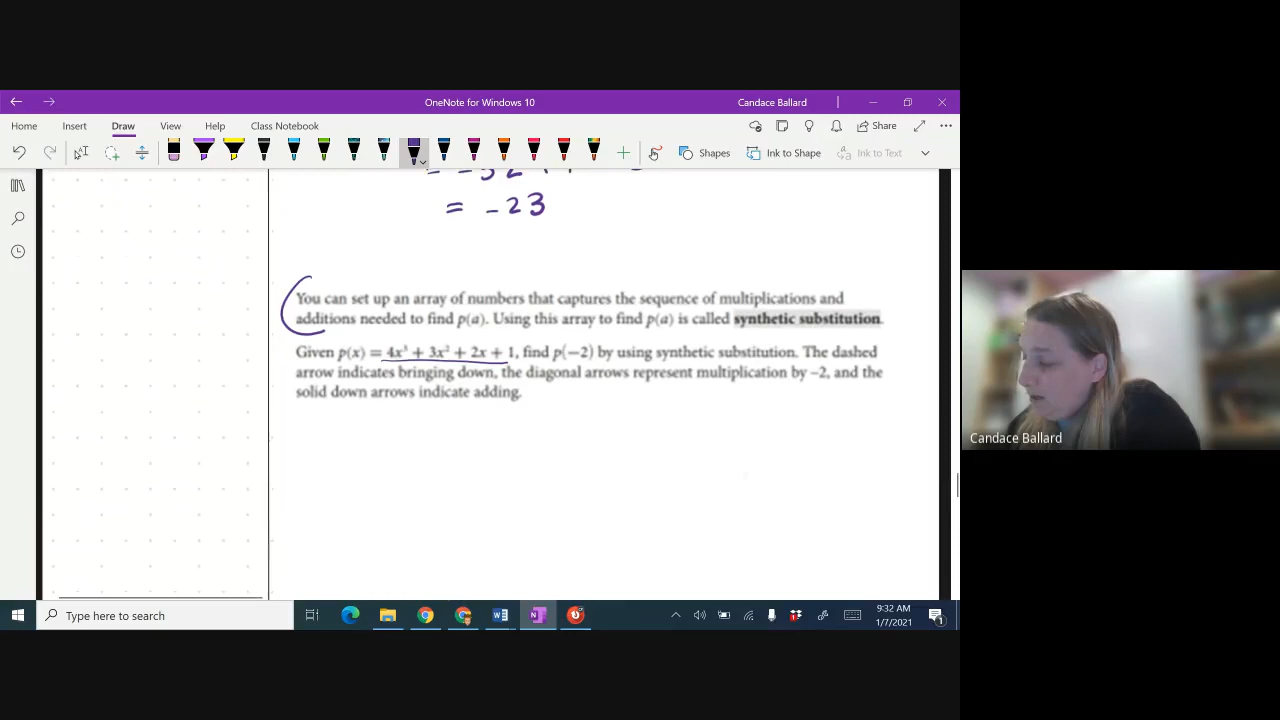 OneNote for Windows 10
Candace Ballard
Home Insert Draw View Help Class Notebook
Share
Shapes Ink to Shape Ink to Text
= -23
You can set up an array of numbers that captures the sequence of multiplications and
additions needed to find p(a). Using this array to find p(a) is called synthetic substitution.
Given p(x) = 4x³ + 3x² + 2x + 1, find p(−2) by using synthetic substitution. The dashed
arrow indicates bringing down, the diagonal arrows represent multiplication by −2, and the
solid down arrows indicate adding.
Candace Ballard
Type here to search
9:32 AM
1/7/2021